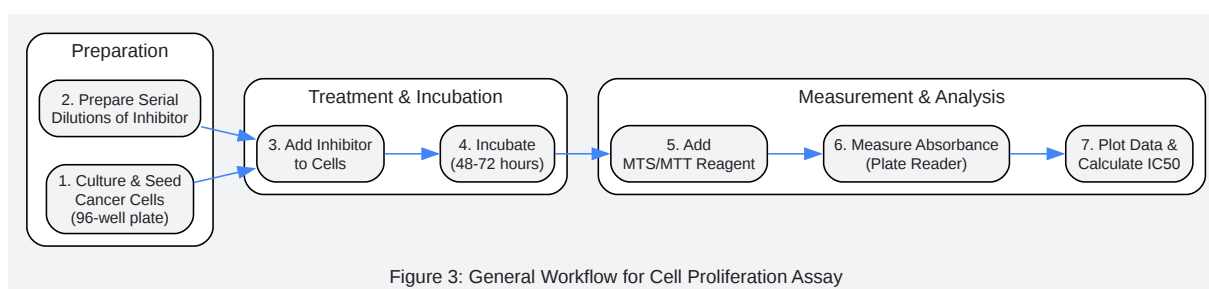 Preparation
2. Prepare Serial
Dilutions of Inhibitor
1. Culture & Seed
Cancer Cells
(96-well plate)
Treatment & Incubation
3. Add Inhibitor
to Cells
4. Incubate
(48-72 hours)
Measurement & Analysis
5. Add
MTS/MTT Reagent
6. Measure Absorbance
(Plate Reader)
7. Plot Data &
Calculate IC50
Figure 3: General Workflow for Cell Proliferation Assay